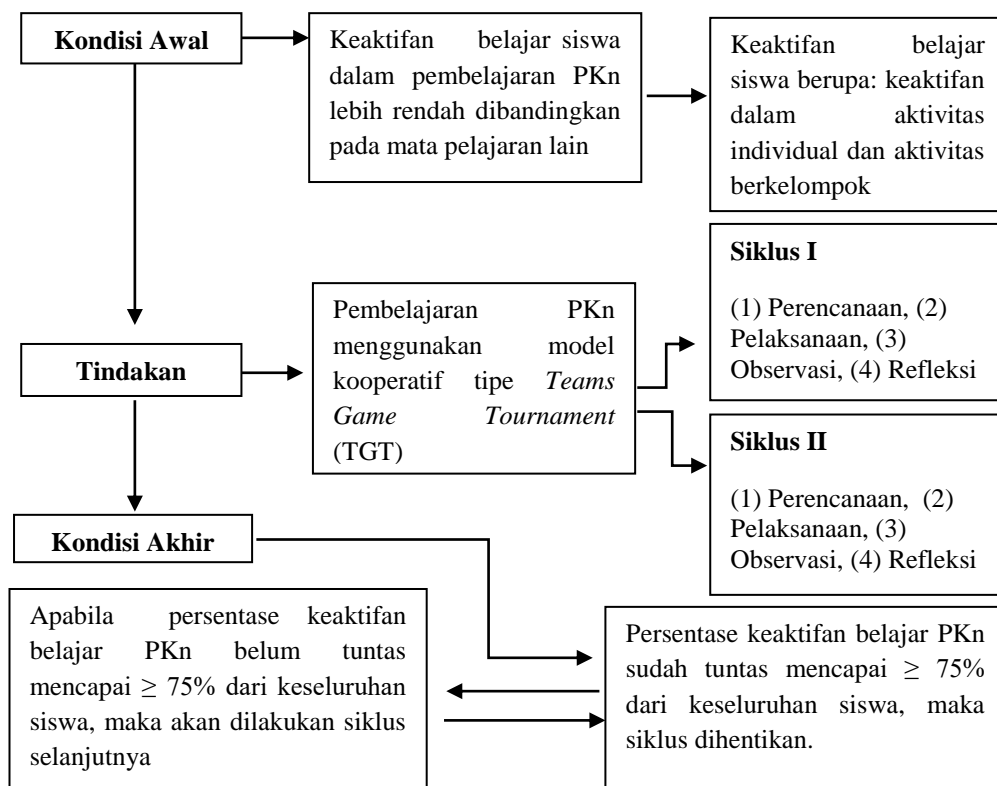 Kondisi Awal
Keaktifan belajar siswa
dalam pembelajaran PKn
lebih rendah dibandingkan
pada mata pelajaran lain
Keaktifan belajar
siswa berupa: keaktifan
dalam aktivitas
individual dan aktivitas
berkelompok
Tindakan
Pembelajaran PKn
menggunakan model
kooperatif tipe Teams
Game Tournament
(TGT)
Siklus I
(1) Perencanaan, (2)
Pelaksanaan, (3)
Observasi, (4) Refleksi
Siklus II
(1) Perencanaan, (2)
Pelaksanaan, (3)
Observasi, (4) Refleksi
Kondisi Akhir
Apabila persentase keaktifan
belajar PKn belum tuntas
mencapai ≥ 75% dari keseluruhan
siswa, maka akan dilakukan siklus
selanjutnya
Persentase keaktifan belajar PKn
sudah tuntas mencapai ≥ 75%
dari keseluruhan siswa, maka
siklus dihentikan.